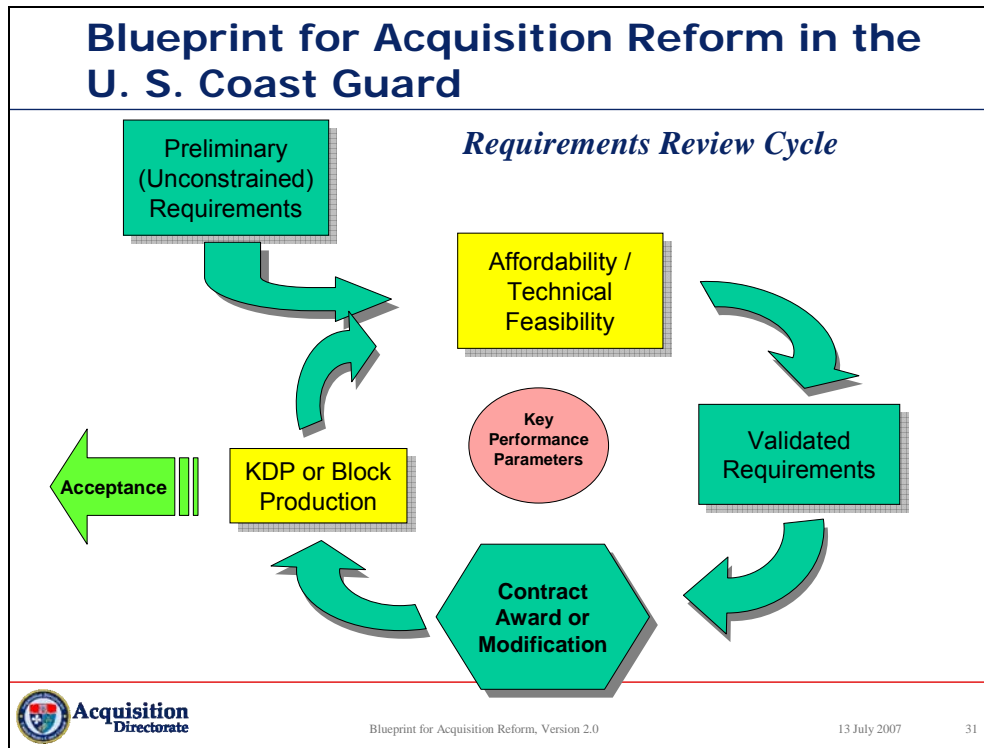 Blueprint for Acquisition Reform in the
U. S. Coast Guard
Requirements Review Cycle
Preliminary
(Unconstrained)
Requirements
Affordability /
Technical
Feasibility
Key
Performance
Parameters
Validated
Requirements
Acceptance
KDP or Block
Production
Contract
Award or
Modification
Acquisition
Directorate
Blueprint for Acquisition Reform, Version 2.0
13 July 2007
31